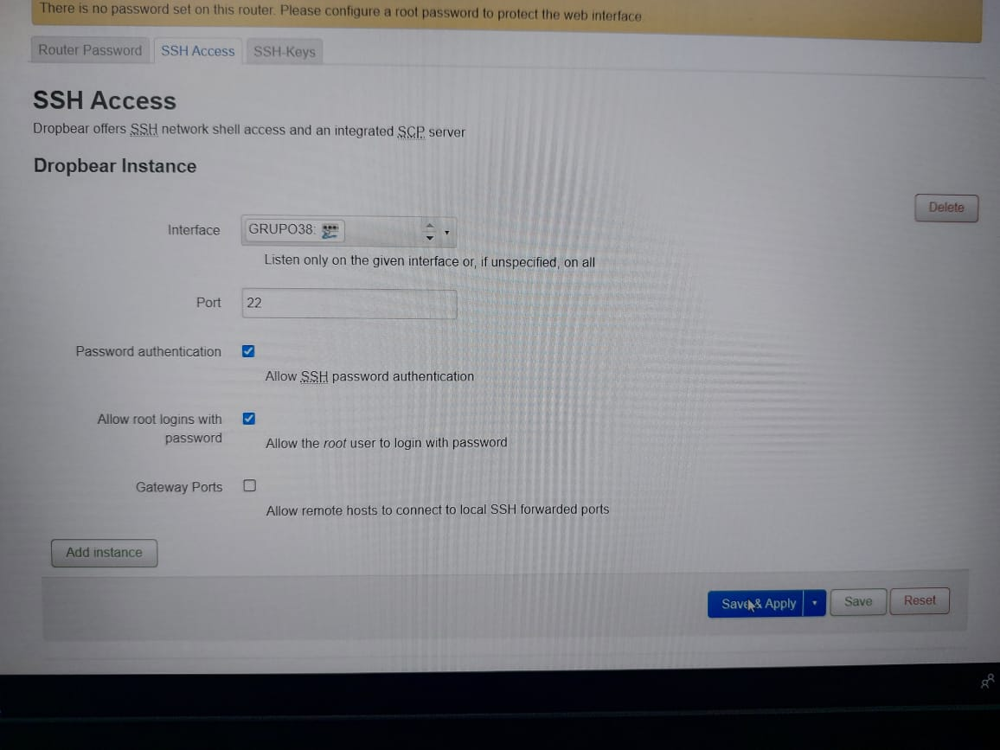 There is no password set on this router. Please configure a root password to protect the web interface
Router Password SSH Access SSH-Keys
SSH Access
Dropbear offers SSH network shell access and an integrated SCP server
Dropbear Instance
Delete
Interface GRUPO38:
Listen only on the given interface or, if unspecified, on all
Port 22
Password authentication
Allow SSH password authentication
Allow root logins with
password
Allow the root user to login with password
Gateway Ports
Allow remote hosts to connect to local SSH forwarded ports
Add instance
Save & Apply Save Reset